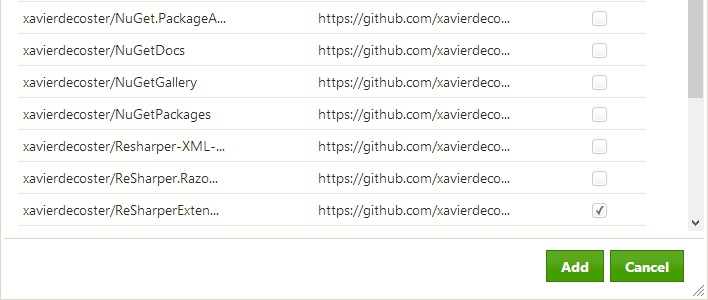 xavierdecoster/NuGet.PackageA... https://github.com/xavierdeco...
xavierdecoster/NuGetDocs https://github.com/xavierdeco...
xavierdecoster/NuGetGallery https://github.com/xavierdeco...
xavierdecoster/NuGetPackages https://github.com/xavierdeco...
xavierdecoster/Resharper-XML-... https://github.com/xavierdeco...
xavierdecoster/ReSharper.Razo... https://github.com/xavierdeco...
xavierdecoster/ReSharperExten... https://github.com/xavierdeco...
Add Cancel